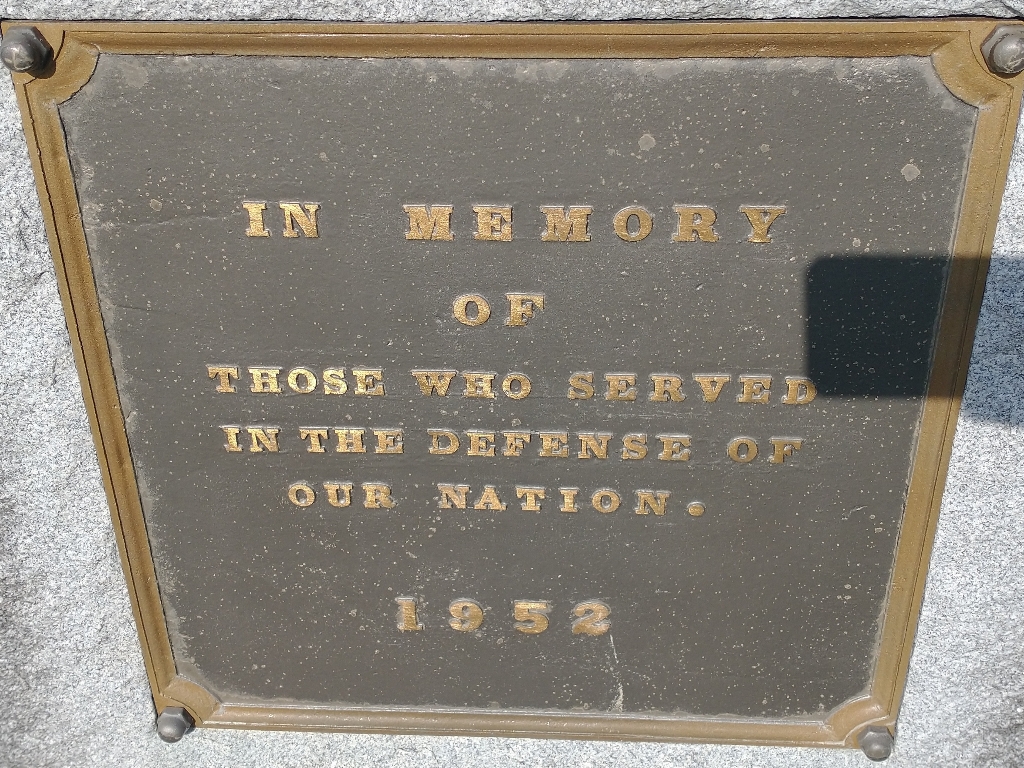 IN MEMORY
OF
THOSE WHO SERVED
IN THE DEFENSE OF
OUR NATION.
1952